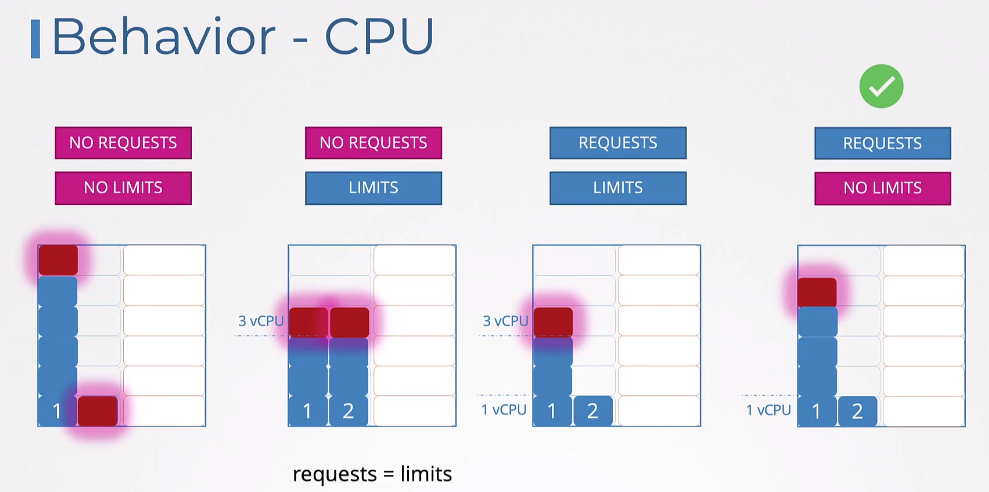 Behavior - CPU
NO REQUESTS
NO LIMITS
NO REQUESTS
LIMITS
REQUESTS
LIMITS
REQUESTS
NO LIMITS
1
3 vCPU
1 2
requests = limits
3 vCPU
1 vCPU
1 2
1 vCPU
1 2